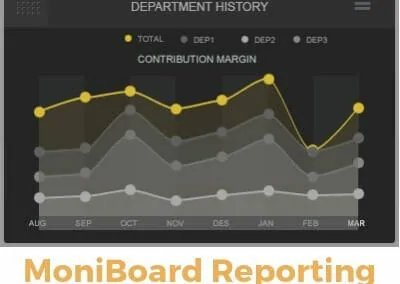 DEPARTMENT HISTORY
TOTAL DEP1 DEP2 DEP3
CONTRIBUTION MARGIN
AUG SEP OCT NOV DES JAN FEB MAR
MoniBoard Reporting